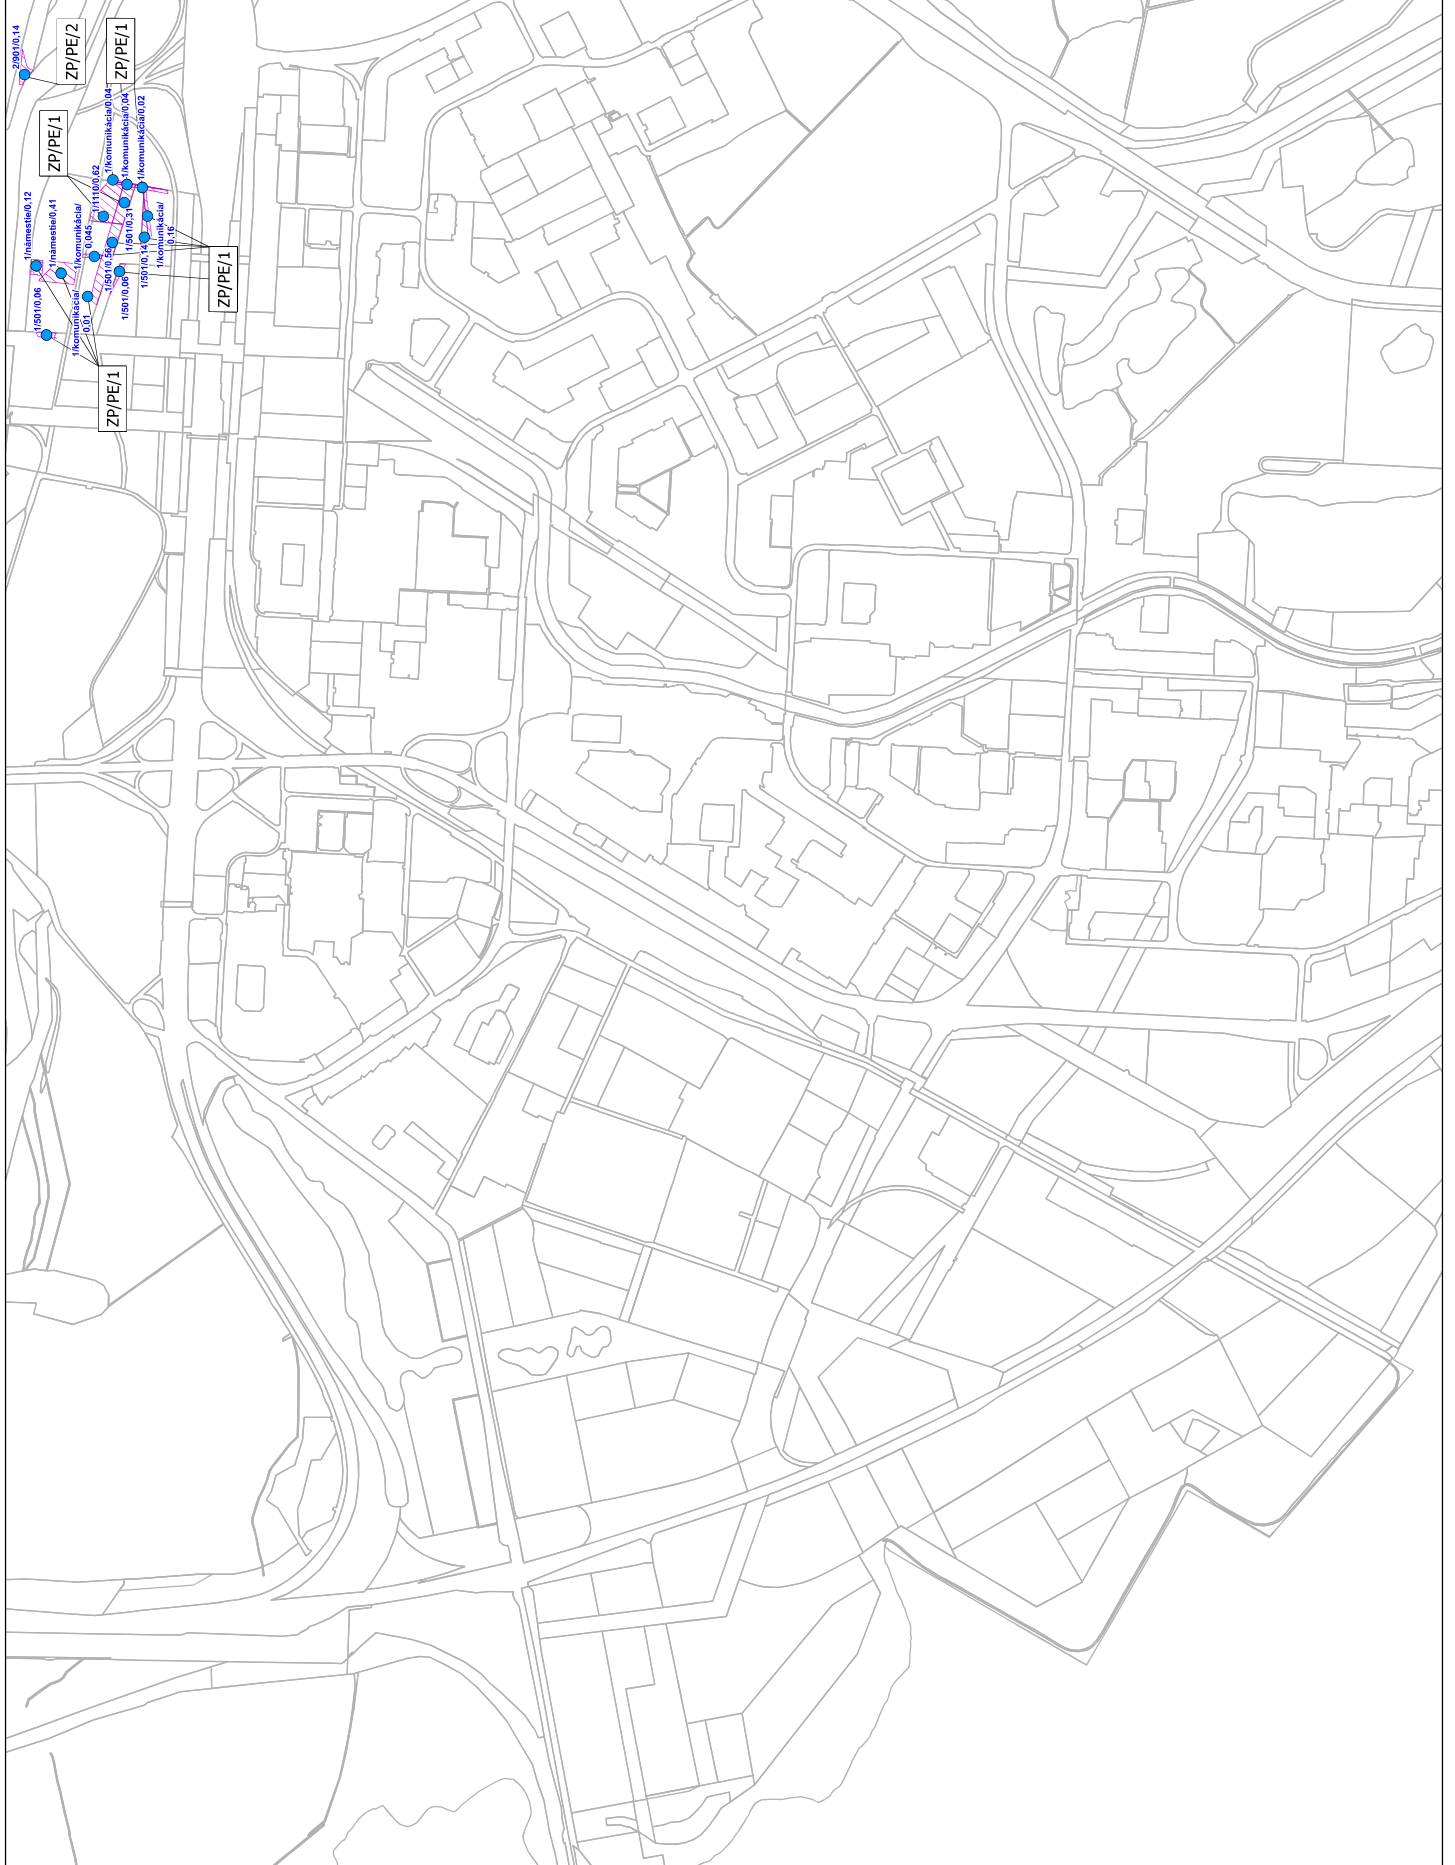 2/901/0,14
ZP/PE/2
ZP/PE/1
ZP/PE/1
1/komunikácia/0,04
1/komunikácia/0,04
1/komunikácia/0,02
1/1110/0,62
1/námestie/0,12
1/námestie/0,41
1/komunikácia/
0,045
1/501/0,31
1/komunikácia/
0,16
1/501/0,14
1/501/0,56
1/501/0,06
ZP/PE/1
1/501/0,06
1/komunikácia/
0,01
ZP/PE/1